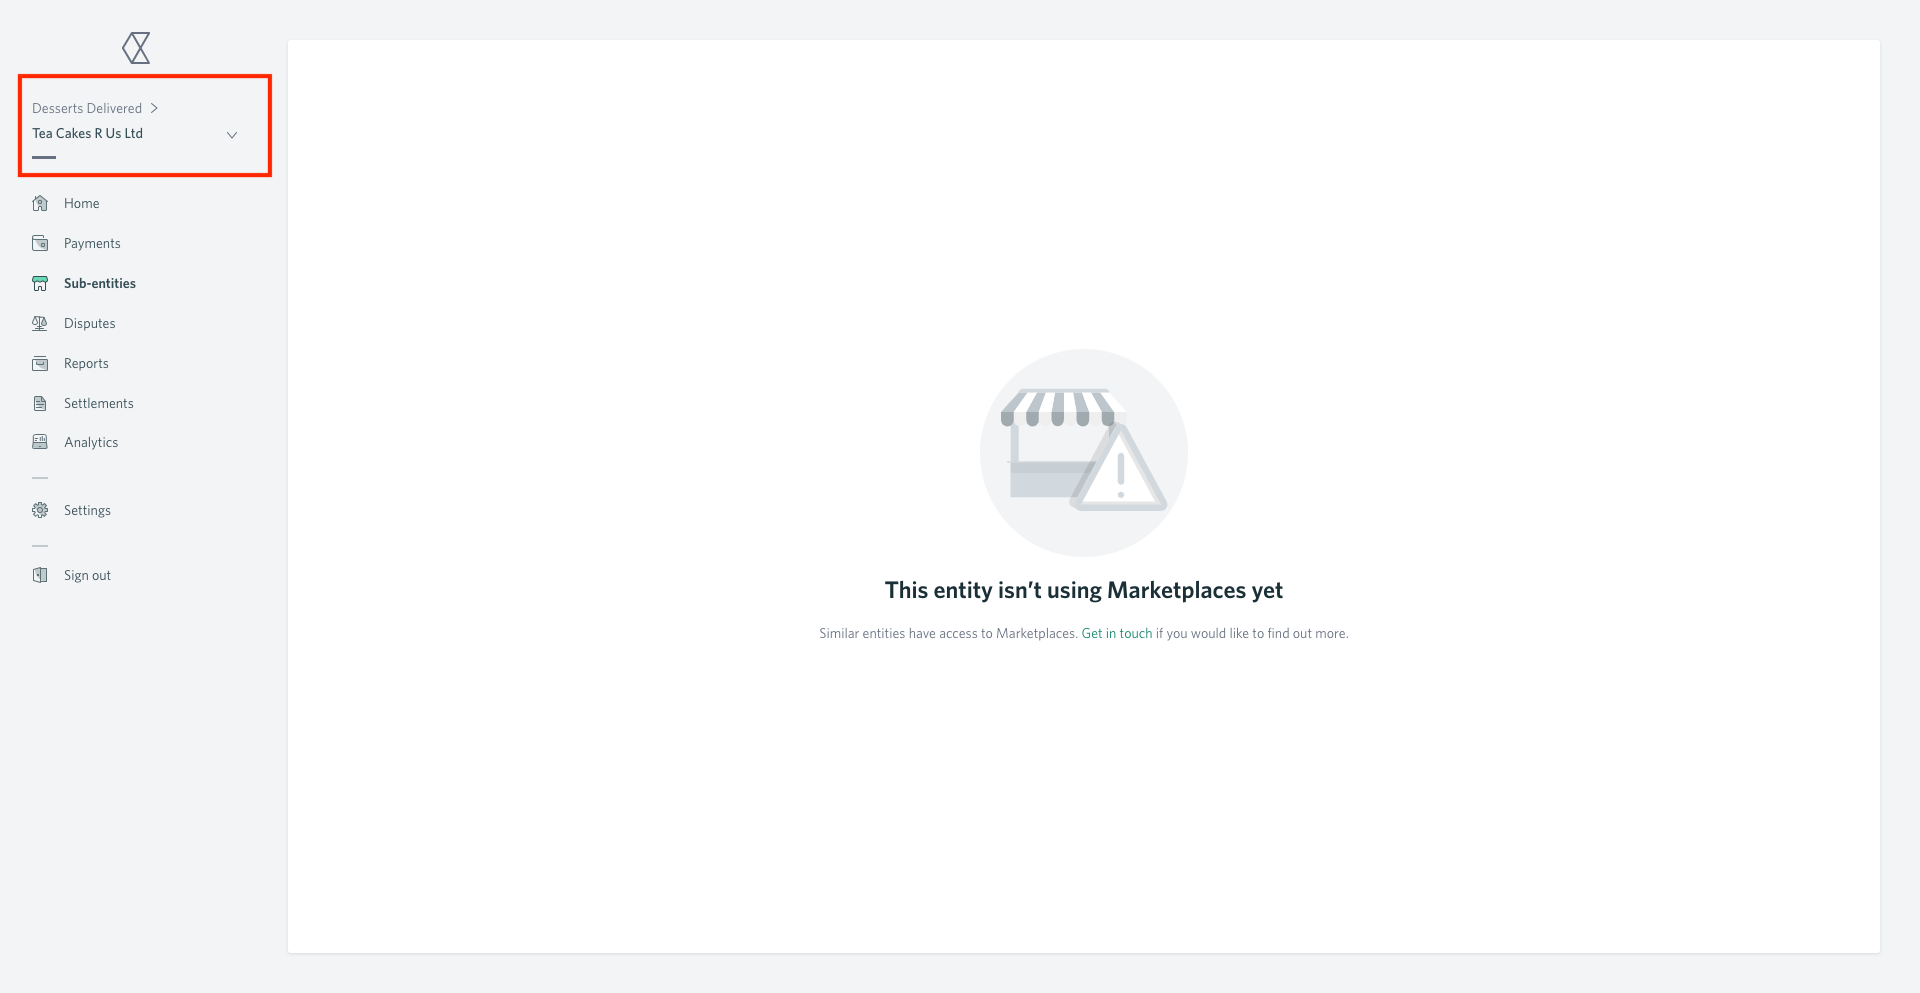 Desserts Delivered
Tea Cakes R Us Ltd
Home
Payments
Sub-entities
Disputes
Reports
Settlements
Analytics
Settings
Sign out
This entity isn’t using Marketplaces yet
Similar entities have access to Marketplaces. Get in touch if you would like to find out more.